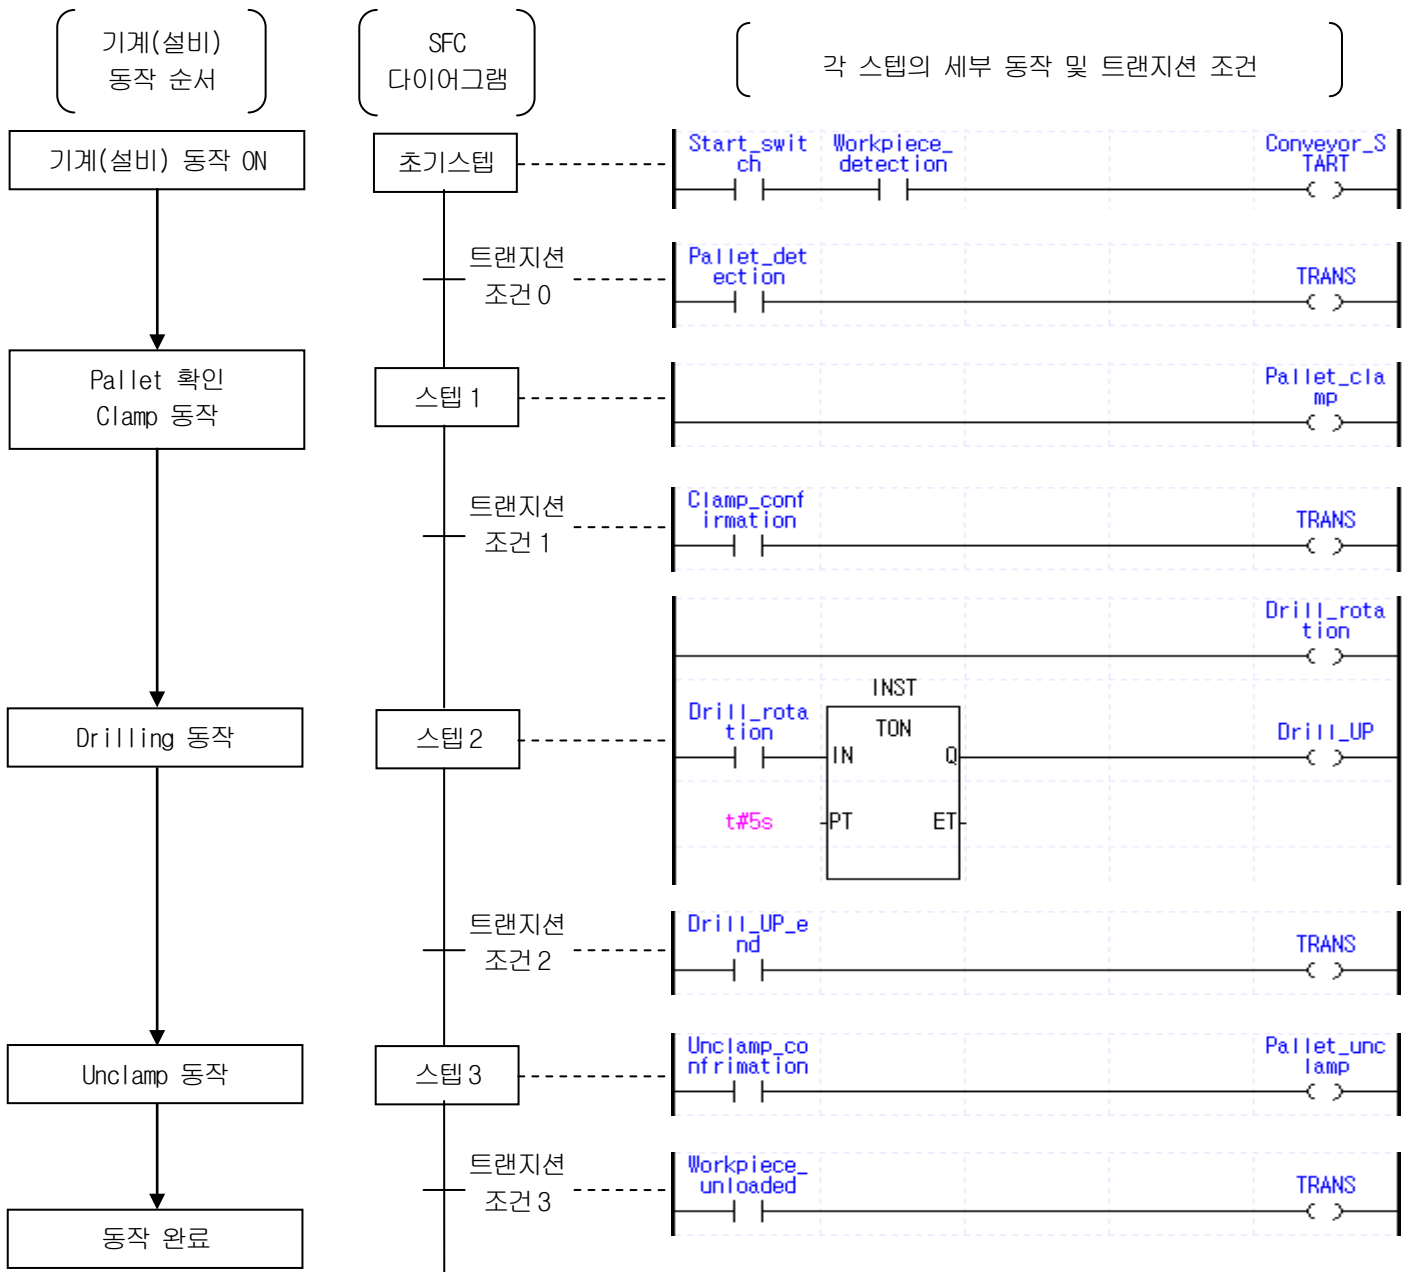 기계(설비)
동작 순서
SFC
다이어그램
각 스텝의 세부 동작 및 트랜지션 조건
기계(설비) 동작 ON
초기스텝
Start_swit
ch
Workpiece_
detection
Conveyor_S
TART
트랜지션
조건 0
Pallet_det
ection
TRANS
Pallet 확인
Clamp 동작
스텝 1
Pallet_cla
mp
트랜지션
조건 1
Clamp_conf
irmation
TRANS
Drill_rota
tion
Drilling 동작
스텝 2
Drill_rota
tion
INST
TON
IN Q
t#5s
PT ET
Drill_UP
트랜지션
조건 2
Drill_UP_e
nd
TRANS
Unclamp 동작
스텝 3
Unclamp_co
nfrimation
Pallet_unc
lamp
트랜지션
조건 3
Workpiece_
unloaded
TRANS
동작 완료